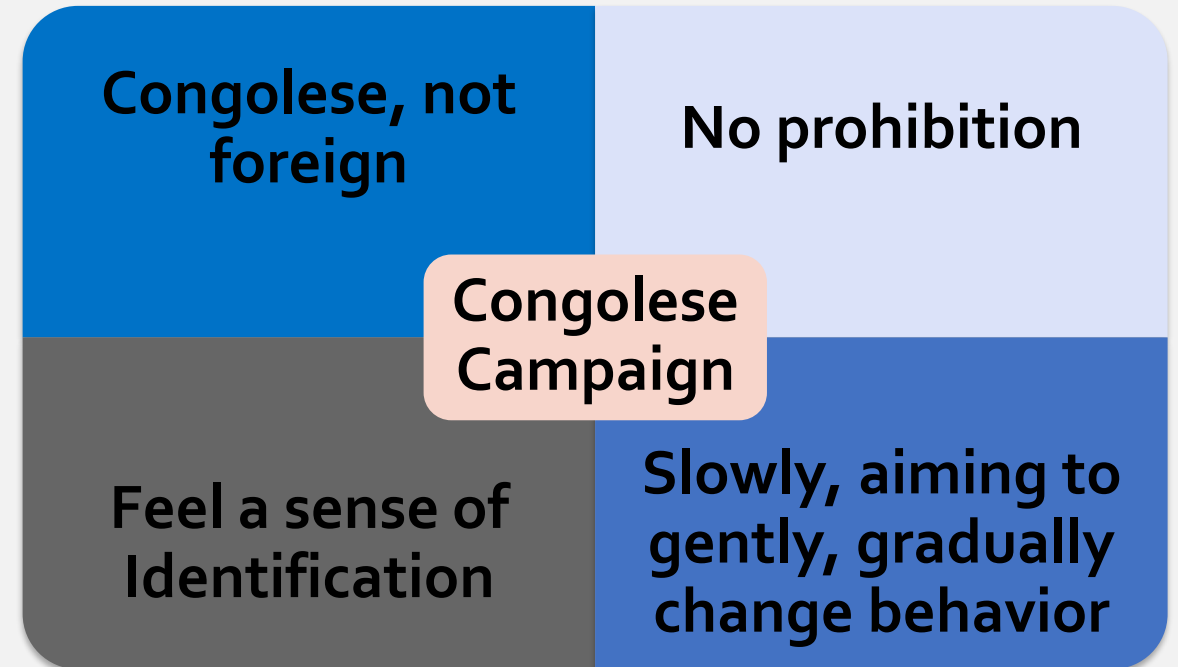 Congolese, not
foreign
No prohibition
Congolese
Campaign
Feel a sense of
Identification
Slowly, aiming to
gently, gradually
change behavior